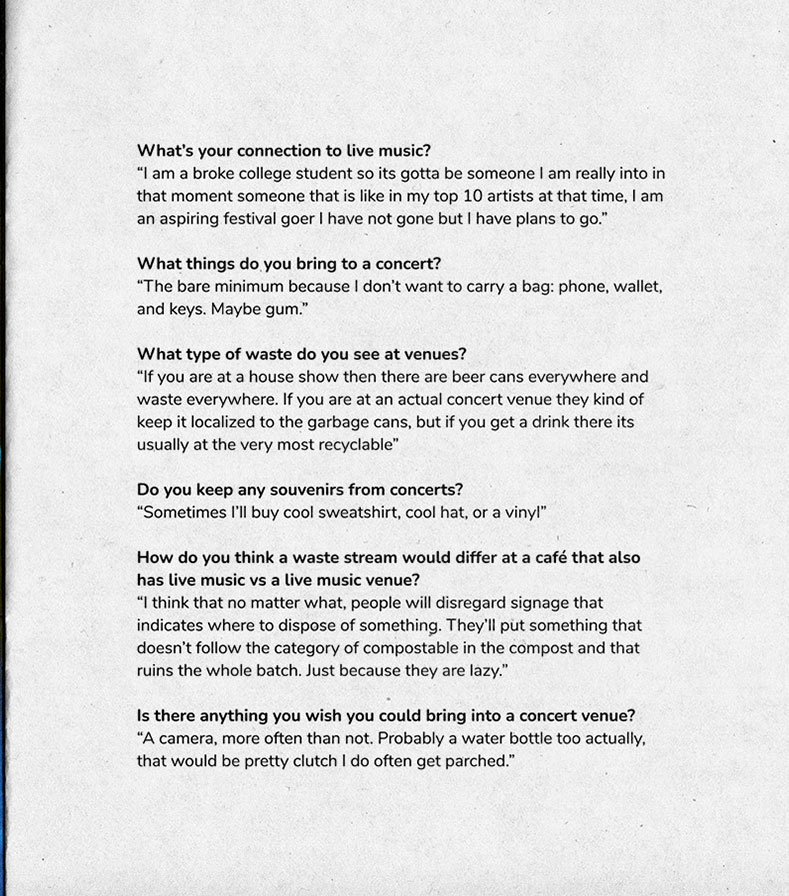 What's your connection to live music?
“I am a broke college student so its gotta be someone I am really into in
that moment someone that is like in my top 10 artists at that time, I am
an aspiring festival goer I have not gone but I have plans to go.”
What things do you bring to a concert?
“The bare minimum because I don't want to carry a bag: phone, wallet,
and keys. Maybe gum.”
What type of waste do you see at venues?
“If you are at a house show then there are beer cans everywhere and
waste everywhere. If you are at an actual concert venue they kind of
keep it localized to the garbage cans, but if you get a drink there its
usually at the very most recyclable”
Do you keep any souvenirs from concerts?
“Sometimes I'll buy cool sweatshirt, cool hat, or a vinyl”
How do you think a waste stream would differ at a café that also
has live music vs a live music venue?
“I think that no matter what, people will disregard signage that
indicates where to dispose of something. They'll put something that
doesn't follow the category of compostable in the compost and that
ruins the whole batch. Just because they are lazy.”
Is there anything you wish you could bring into a concert venue?
“A camera, more often than not. Probably a water bottle too actually,
that would be pretty clutch I do often get parched.”